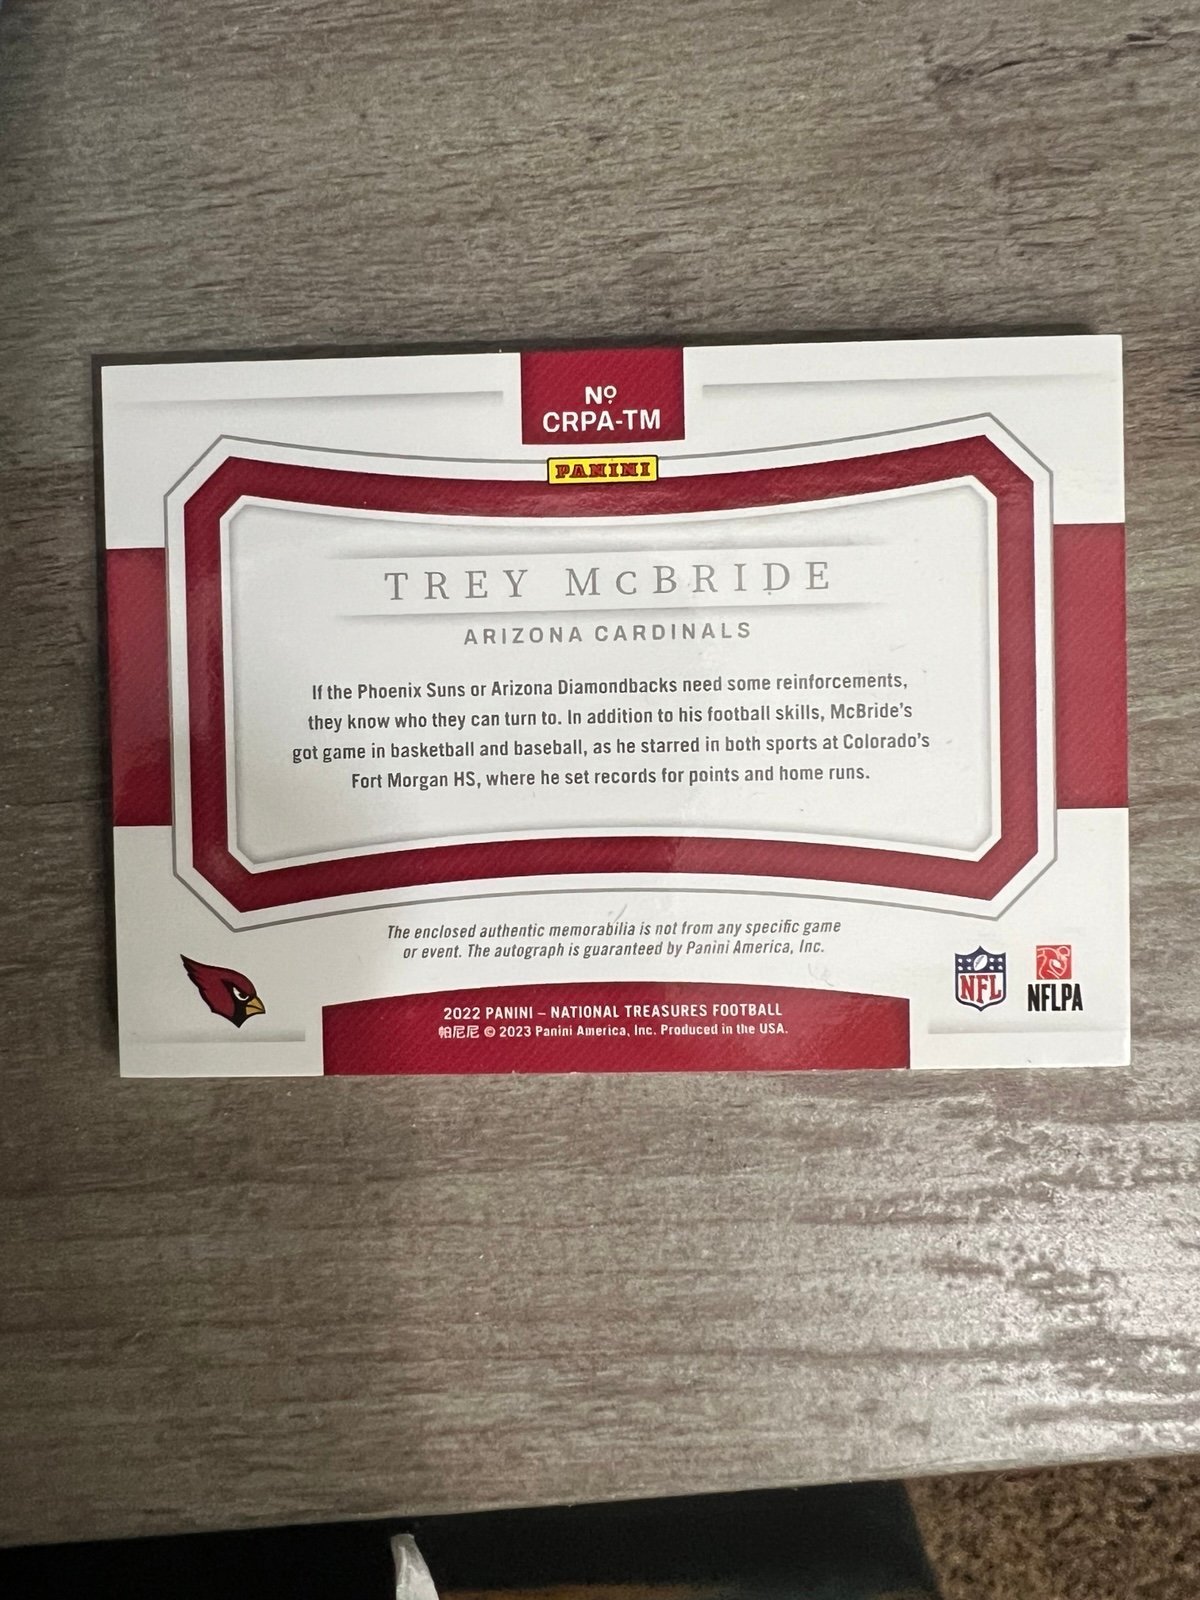 Nº
CRPA-TM
PANINI
TREY McBRIDE
ARIZONA CARDINALS
If the Phoenix Suns or Arizona Diamondbacks need some reinforcements,
they know who they can turn to. In addition to his football skills, McBride's
got game in basketball and baseball, as he starred in both sports at Colorado's
Fort Morgan HS, where he set records for points and home runs.
The enclosed authentic memorabilia is not from any specific game
or event. The autograph is guaranteed by Panini America, Inc.
NFL
NFLPA
2022 PANINI – NATIONAL TREASURES FOOTBALL
帕尼尼 © 2023 Panini America, Inc. Produced in the USA.